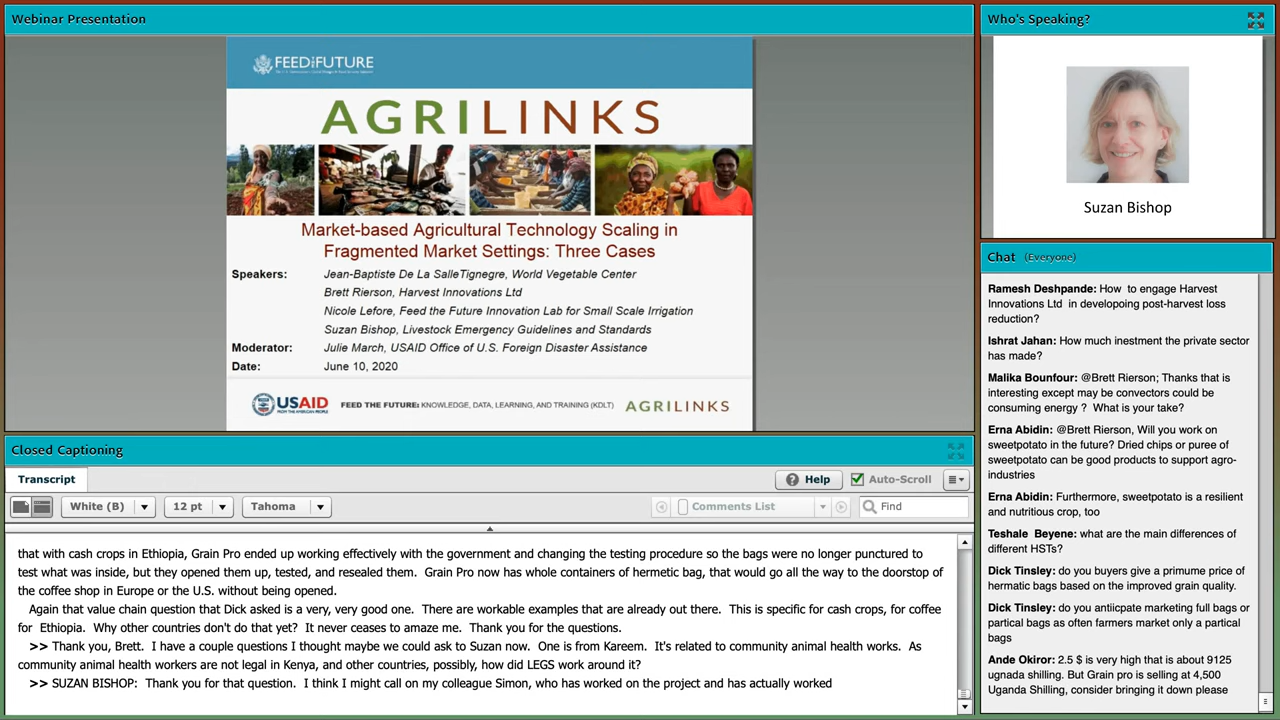 Webinar Presentation
FEED THE FUTURE
AGRILINKS
Market-based Agricultural Technology Scaling in
Fragmented Market Settings: Three Cases
Speakers: Jean-Baptiste De La SalleTignegre, World Vegetable Center
Brett Rierson, Harvest Innovations Ltd
Nicole Lefore, Feed the Future Innovation Lab for Small Scale Irrigation
Suzan Bishop, Livestock Emergency Guidelines and Standards
Moderator: Julie March, USAID Office of U.S. Foreign Disaster Assistance
Date: June 10, 2020
USAID
FROM THE AMERICAN PEOPLE
FEED THE FUTURE: KNOWLEDGE, DATA, LEARNING, AND TRAINING (KDLT)
AGRILINKS
Closed Captioning
Transcript
Help
Auto-Scroll
White (B)
12 pt
Tahoma
Comments List
Find
that with cash crops in Ethiopia, Grain Pro ended up working effectively with the government and changing the testing procedure so the bags were no longer punctured to
test what was inside, but they opened them up, tested, and resealed them. Grain Pro now has whole containers of hermetic bag, that would go all the way to the doorstop of
the coffee shop in Europe or the U.S. without being opened.
Again that value chain question that Dick asked is a very, very good one. There are workable examples that are already out there. This is specific for cash crops, for coffee
for Ethiopia. Why other countries don't do that yet? It never ceases to amaze me. Thank you for the questions.
>> Thank you, Brett. I have a couple questions I thought maybe we could ask to Suzan now. One is from Kareem. It's related to community animal health works. As
community animal health workers are not legal in Kenya, and other countries, possibly, how did LEGS work around it?
>> SUZAN BISHOP: Thank you for that question. I think I might call on my colleague Simon, who has worked on the project and has actually worked
Who's Speaking?
Suzan Bishop
Chat (Everyone)
Ramesh Deshpande: How to engage Harvest
Innovations Ltd in developoing post-harvest loss
reduction?
Ishrat Jahan: How much inestment the private sector
has made?
Malika Bounfour: @Brett Rierson; Thanks that is
interesting except may be convectors could be
consuming energy ? What is your take?
Erna Abidin: @Brett Rierson, Will you work on
sweetpotato in the future? Dried chips or puree of
sweetpotato can be good products to support agro-
industries
Erna Abidin: Furthermore, sweetpotato is a resilient
and nutritious crop, too
Teshale Beyene: what are the main differences of
different HSTs?
Dick Tinsley: do you buyers give a primume price of
hermatic bags based on the improved grain quality.
Dick Tinsley: do you antiicpate marketing full bags or
partical bags as often farmers market only a partical
bags
Ande Okiror: 2.5 $ is very high that is about 9125
ugnada shilling. But Grain pro is selling at 4,500
Uganda Shilling, consider bringing it down please